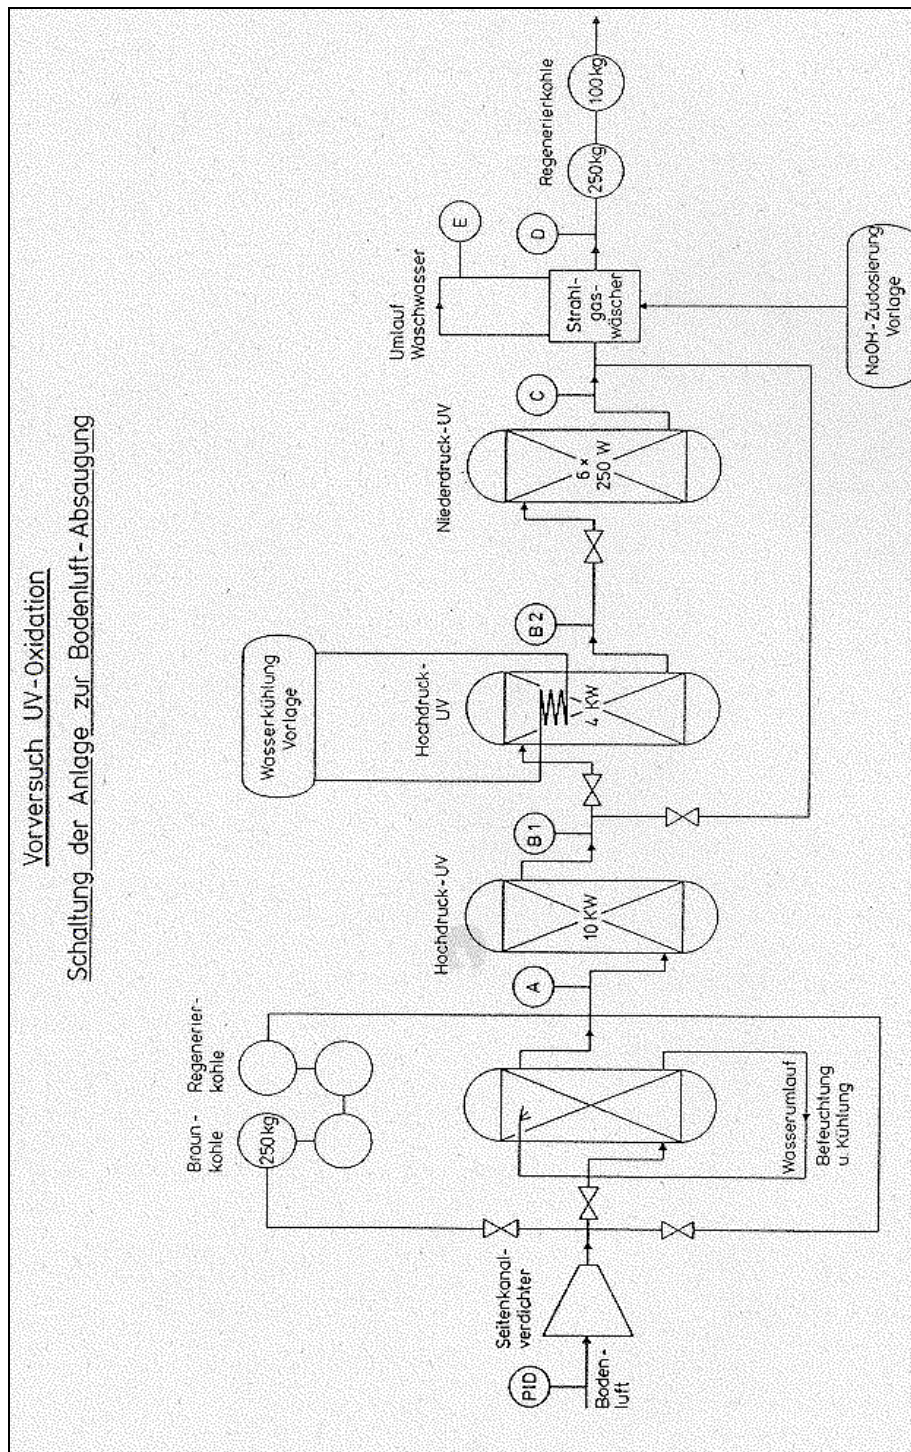 Vorversuch UV-Oxidation
Schaltung der Anlage zur Bodenluft-Absaugung
PID
Boden-
luft
Seitenkanal-
verdichter
Braun-
kohle
Regenerier-
kohle
250kg
Wasserumlauf
Befeuchtung
u. Kühlung
A
Hochdruck-UV
10 KW
B1
Wasserkühlung
Vorlage
Hochdruck-
UV
4 KW
B2
Niederdruck-UV
6 ×
250 W
C
Umlauf
Waschwasser
E
Strahl-
gas-
wäscher
D
NaOH-Zudosierung
Vorlage
Regenerierkohle
250kg
100kg